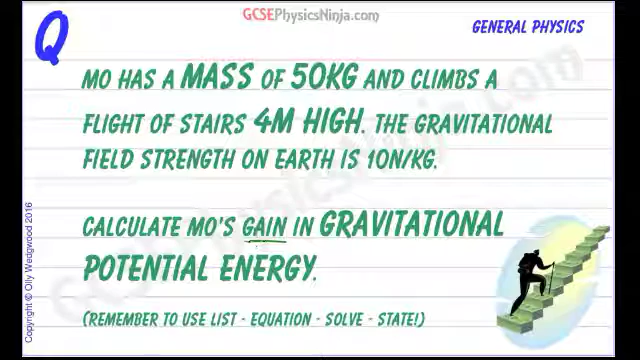 GCSEPhysicsNinja.com
Q
GENERAL PHYSICS
MO HAS A MASS OF 50KG AND CLIMBS A
FLIGHT OF STAIRS 4M HIGH. THE GRAVITATIONAL
FIELD STRENGTH ON EARTH IS 10N/KG.
CALCULATE MO'S GAIN IN GRAVITATIONAL
POTENTIAL ENERGY.
(REMEMBER TO USE LIST - EQUATION - SOLVE - STATE!)
Copyright © Olly Wedgwood 2016
GCSEPhysicsNinja.com